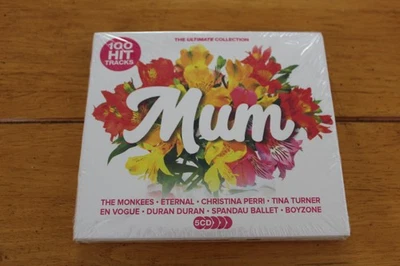 THE ULTIMATE COLLECTION
100
HIT
TRACKS
Mum
THE MONKEES • ETERNAL • CHRISTINA PERRI • TINA TURNER
EN VOGUE • DURAN DURAN • SPANDAU BALLET • BOYZONE
5CD